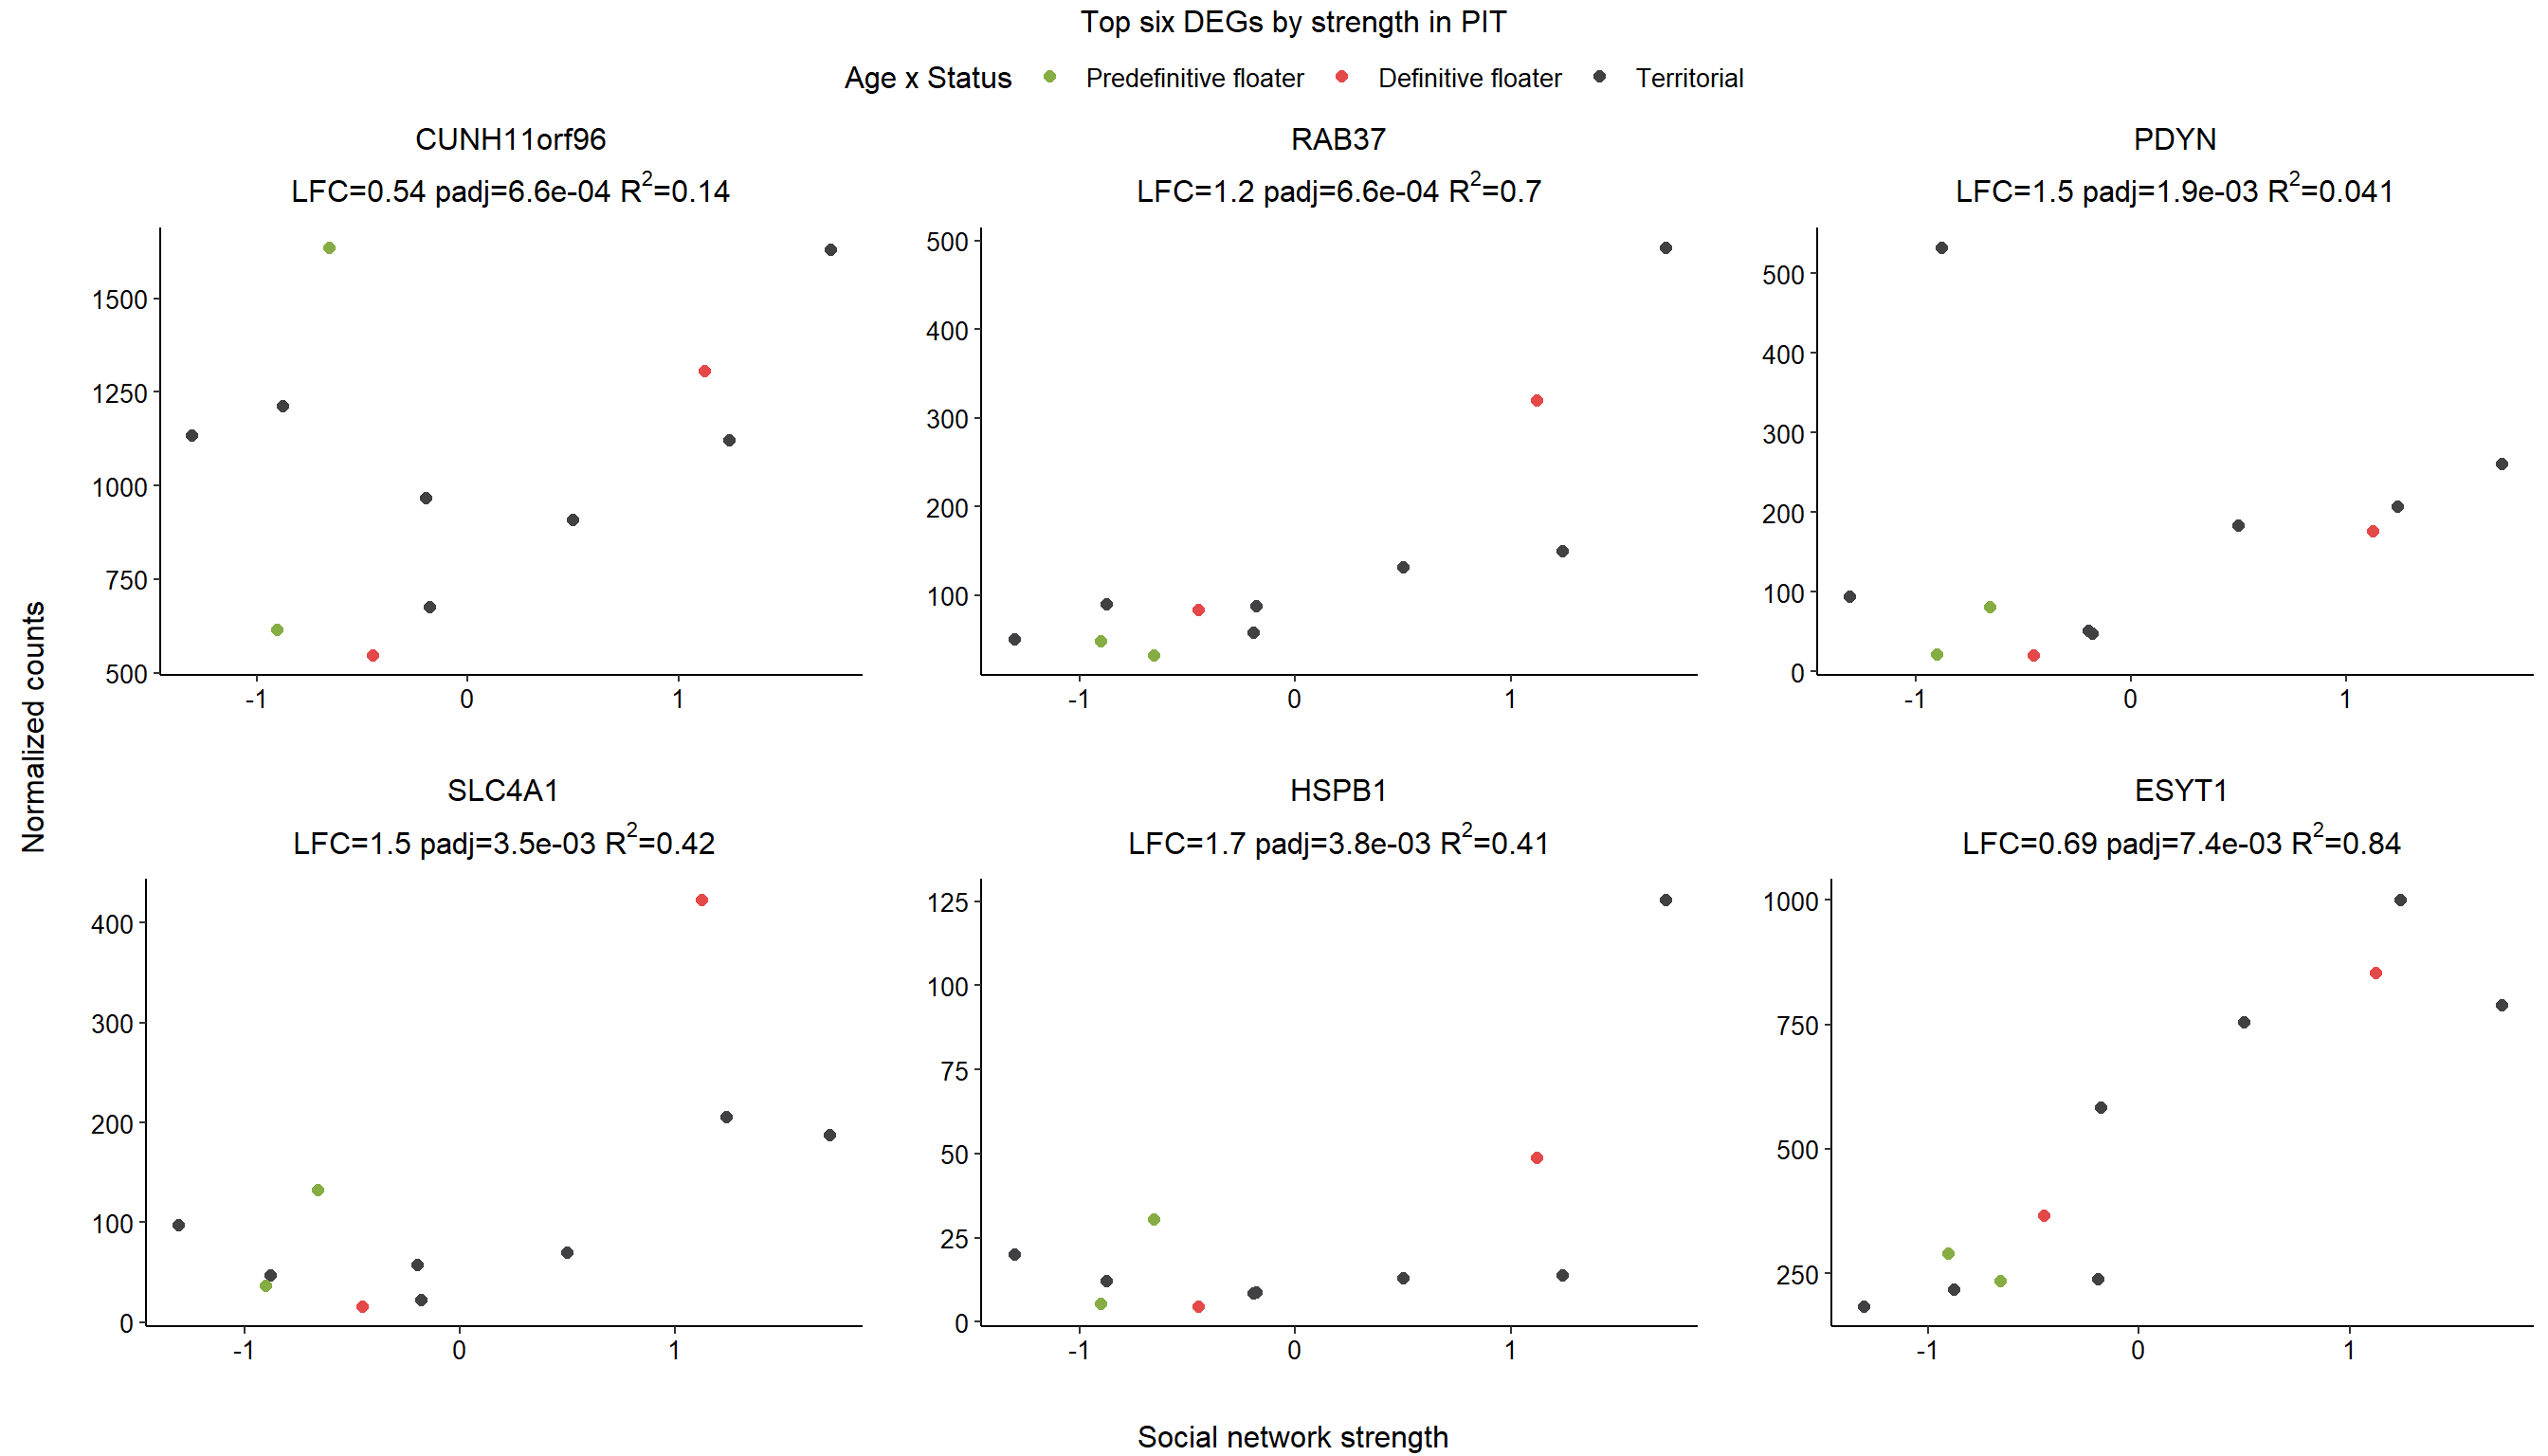 Top six DEGs by strength in PIT
Age x Status Predefinitive floater Definitive floater Territorial
CUNH11orf96
LFC=0.54 padj=6.6e-04 R²=0.14
1500
1250
1000
750
500
-1 0 1
RAB37
LFC=1.2 padj=6.6e-04 R²=0.7
500
400
300
200
100
-1 0 1
PDYN
LFC=1.5 padj=1.9e-03 R²=0.041
500
400
300
200
100
0
-1 0 1
Normalized counts
SLC4A1
LFC=1.5 padj=3.5e-03 R²=0.42
400
300
200
100
0
-1 0 1
HSPB1
LFC=1.7 padj=3.8e-03 R²=0.41
125
100
75
50
25
0
-1 0 1
ESYT1
LFC=0.69 padj=7.4e-03 R²=0.84
1000
750
500
250
-1 0 1
Social network strength